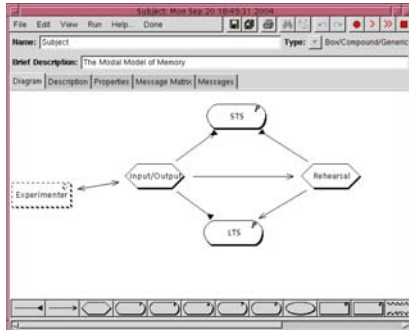 Subject: Mon Sep 20 18:49:31 2004
File Edit View Run Help... Done
Name: Subject Type: Box/Compound/Generic
Brief Description: The Modal Model of Memory
Diagram Description Properties Message Matrix Messages
STS
Input/Output Rehearsal
Experimenter
LTS